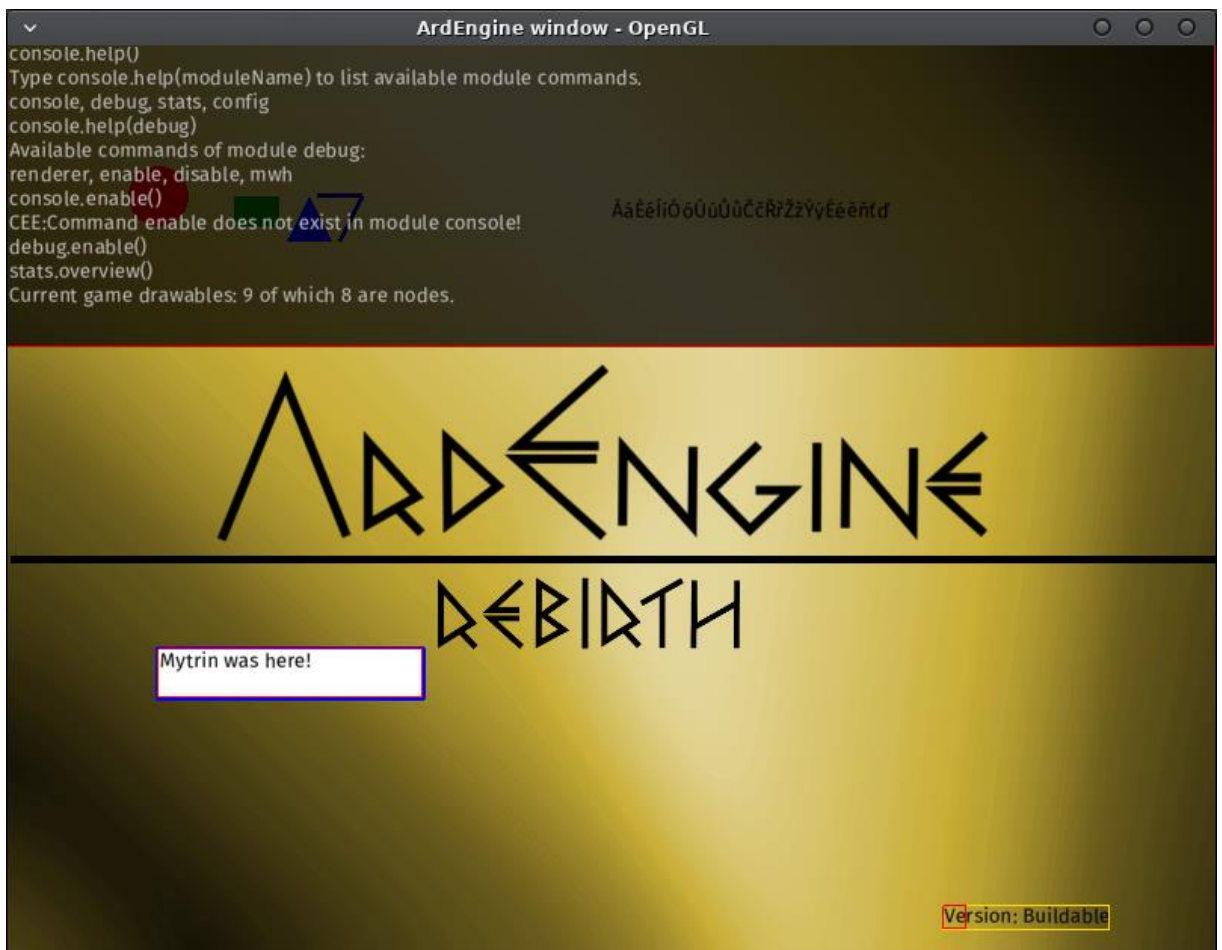 ArdEngine window - OpenGL
console.help()
Type console.help(moduleName) to list available module commands.
console, debug, stats, config
console.help(debug)
Available commands of module debug:
renderer, enable, disable, mwh
console.enable()
CEE:Command enable does not exist in module console!
debug.enable()
stats.overview()
Current game drawables: 9 of which 8 are nodes.
ARDENGINE
REBIRTH
Mytrin was here!
Version: Buildable